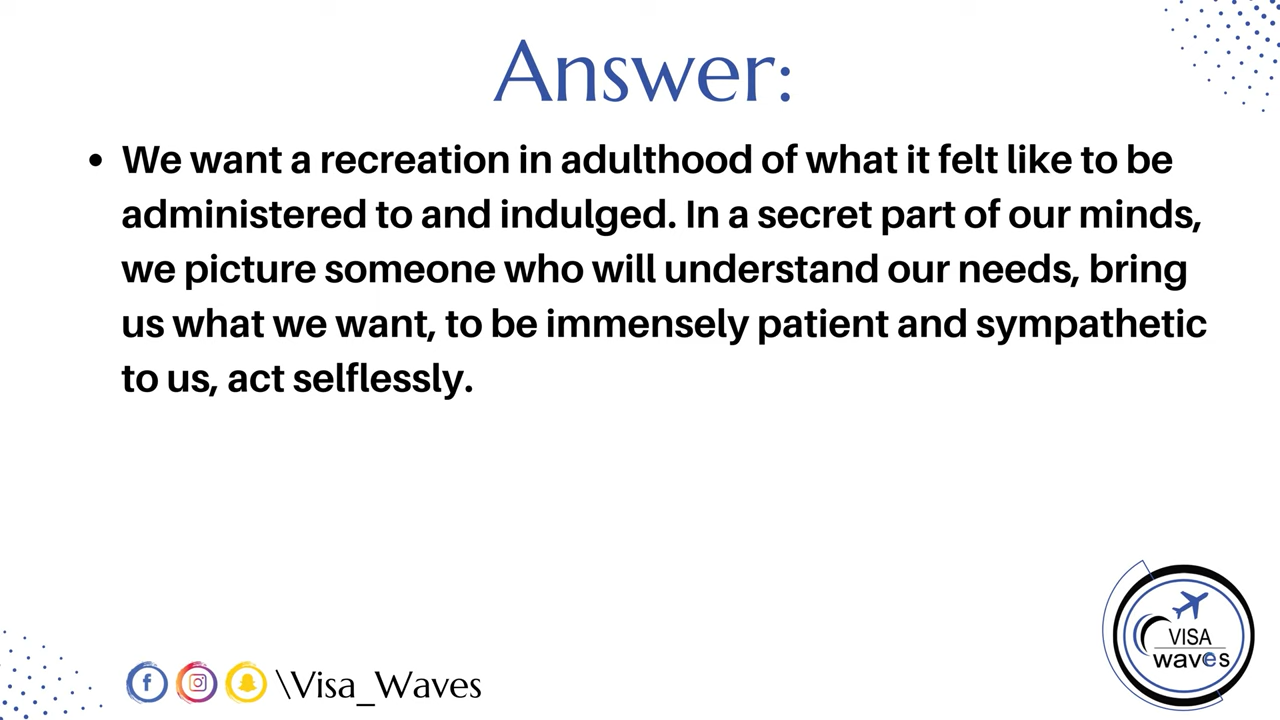 Answer:
• We want a recreation in adulthood of what it felt like to be
administered to and indulged. In a secret part of our minds,
we picture someone who will understand our needs, bring
us what we want, to be immensely patient and sympathetic
to us, act selflessly.
\Visa_Waves
VISA
waves